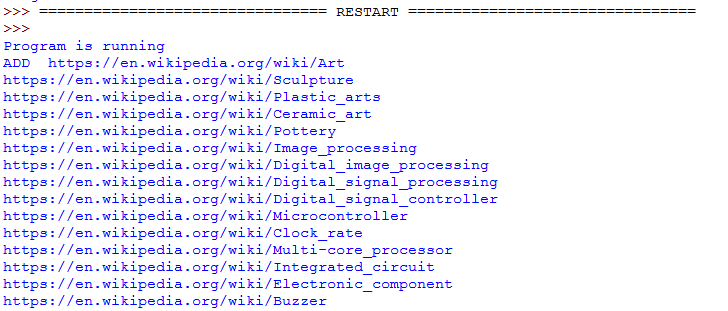 >>> ================================ RESTART ================================
>>>
Program is running
ADD  https://en.wikipedia.org/wiki/Art
https://en.wikipedia.org/wiki/Sculpture
https://en.wikipedia.org/wiki/Plastic_arts
https://en.wikipedia.org/wiki/Ceramic_art
https://en.wikipedia.org/wiki/Pottery
https://en.wikipedia.org/wiki/Image_processing
https://en.wikipedia.org/wiki/Digital_image_processing
https://en.wikipedia.org/wiki/Digital_signal_processing
https://en.wikipedia.org/wiki/Digital_signal_controller
https://en.wikipedia.org/wiki/Microcontroller
https://en.wikipedia.org/wiki/Clock_rate
https://en.wikipedia.org/wiki/Multi-core_processor
https://en.wikipedia.org/wiki/Integrated_circuit
https://en.wikipedia.org/wiki/Electronic_component
https://en.wikipedia.org/wiki/Buzzer